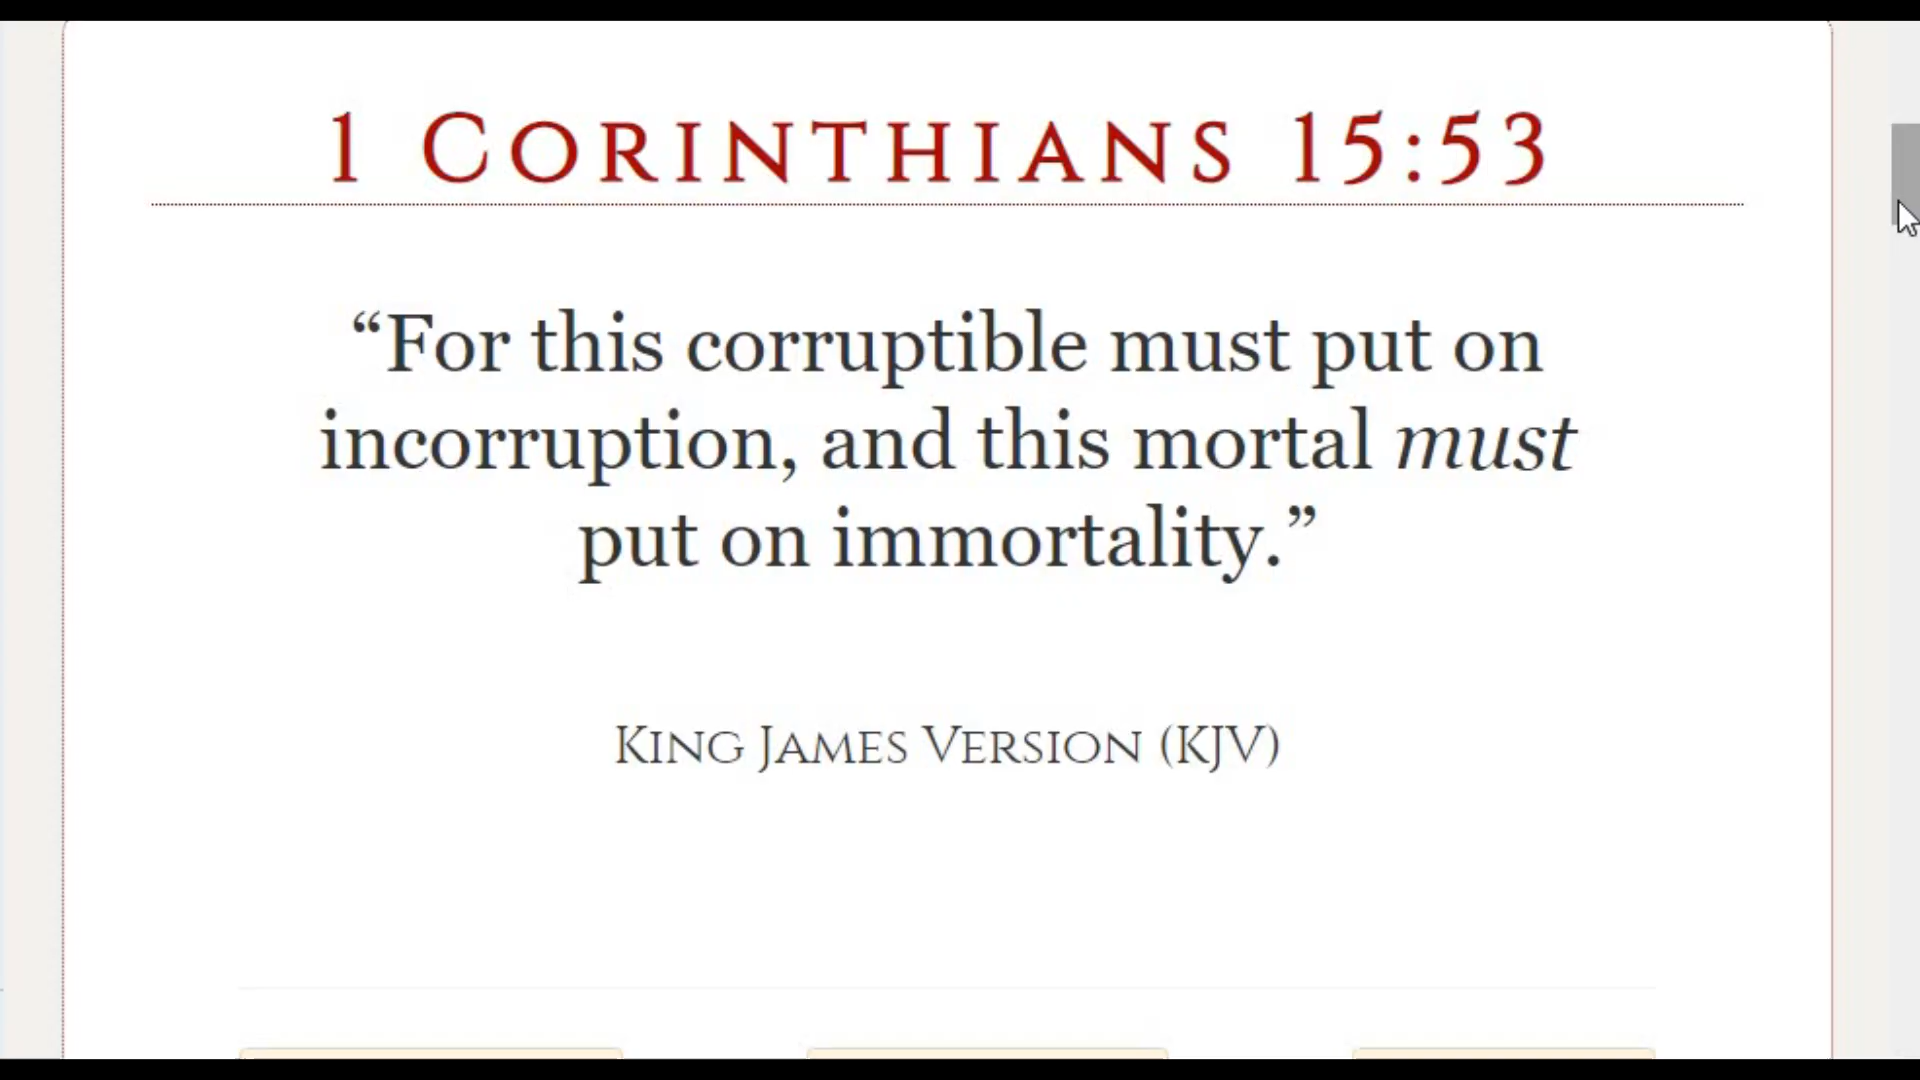 1 Corinthians 15:53
“For this corruptible must put on
incorruption, and this mortal must
put on immortality.”
King James Version (KJV)